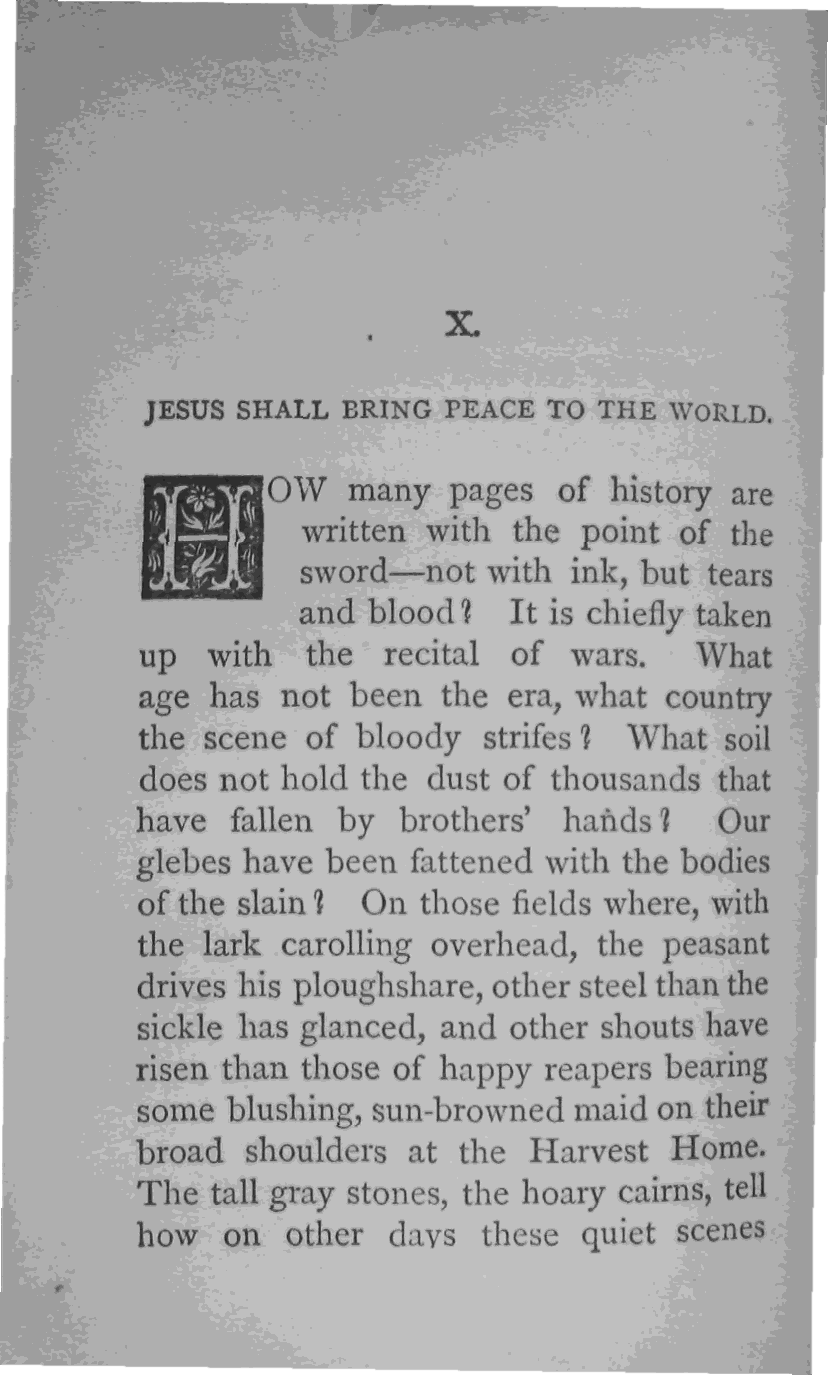 X.
JESUS SHALL BRING PEACE TO THE WORLD.
HOW many pages of history are
written with the point of the
sword—not with ink, but tears
and blood? It is chiefly taken
up with the recital of wars. What
age has not been the era, what country
the scene of bloody strifes? What soil
does not hold the dust of thousands that
have fallen by brothers' hands? Our
glebes have been fattened with the bodies
of the slain? On those fields where, with
the lark carolling overhead, the peasant
drives his ploughshare, other steel than the
sickle has glanced, and other shouts have
risen than those of happy reapers bearing
some blushing, sun-browned maid on their
broad shoulders at the Harvest Home.
The tall gray stones, the hoary cairns, tell
how on other days these quiet scenes